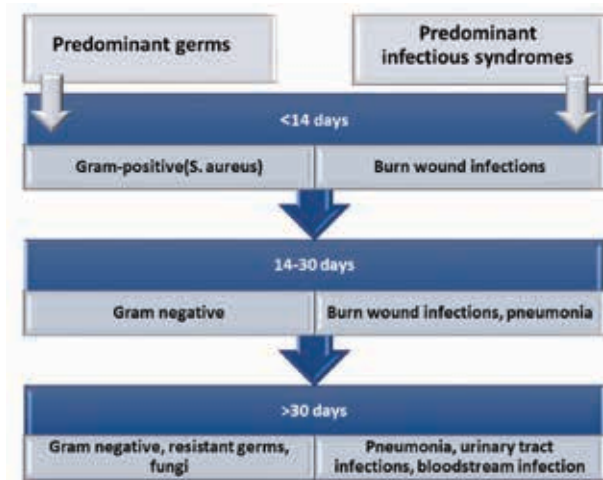 Predominant germs
Predominant
infectious syndromes
<14 days
Gram-positive(S. aureus)
Burn wound infections
14-30 days
Gram negative
Burn wound infections, pneumonia
>30 days
Gram negative, resistant germs,
fungi
Pneumonia, urinary tract
infections, bloodstream infection